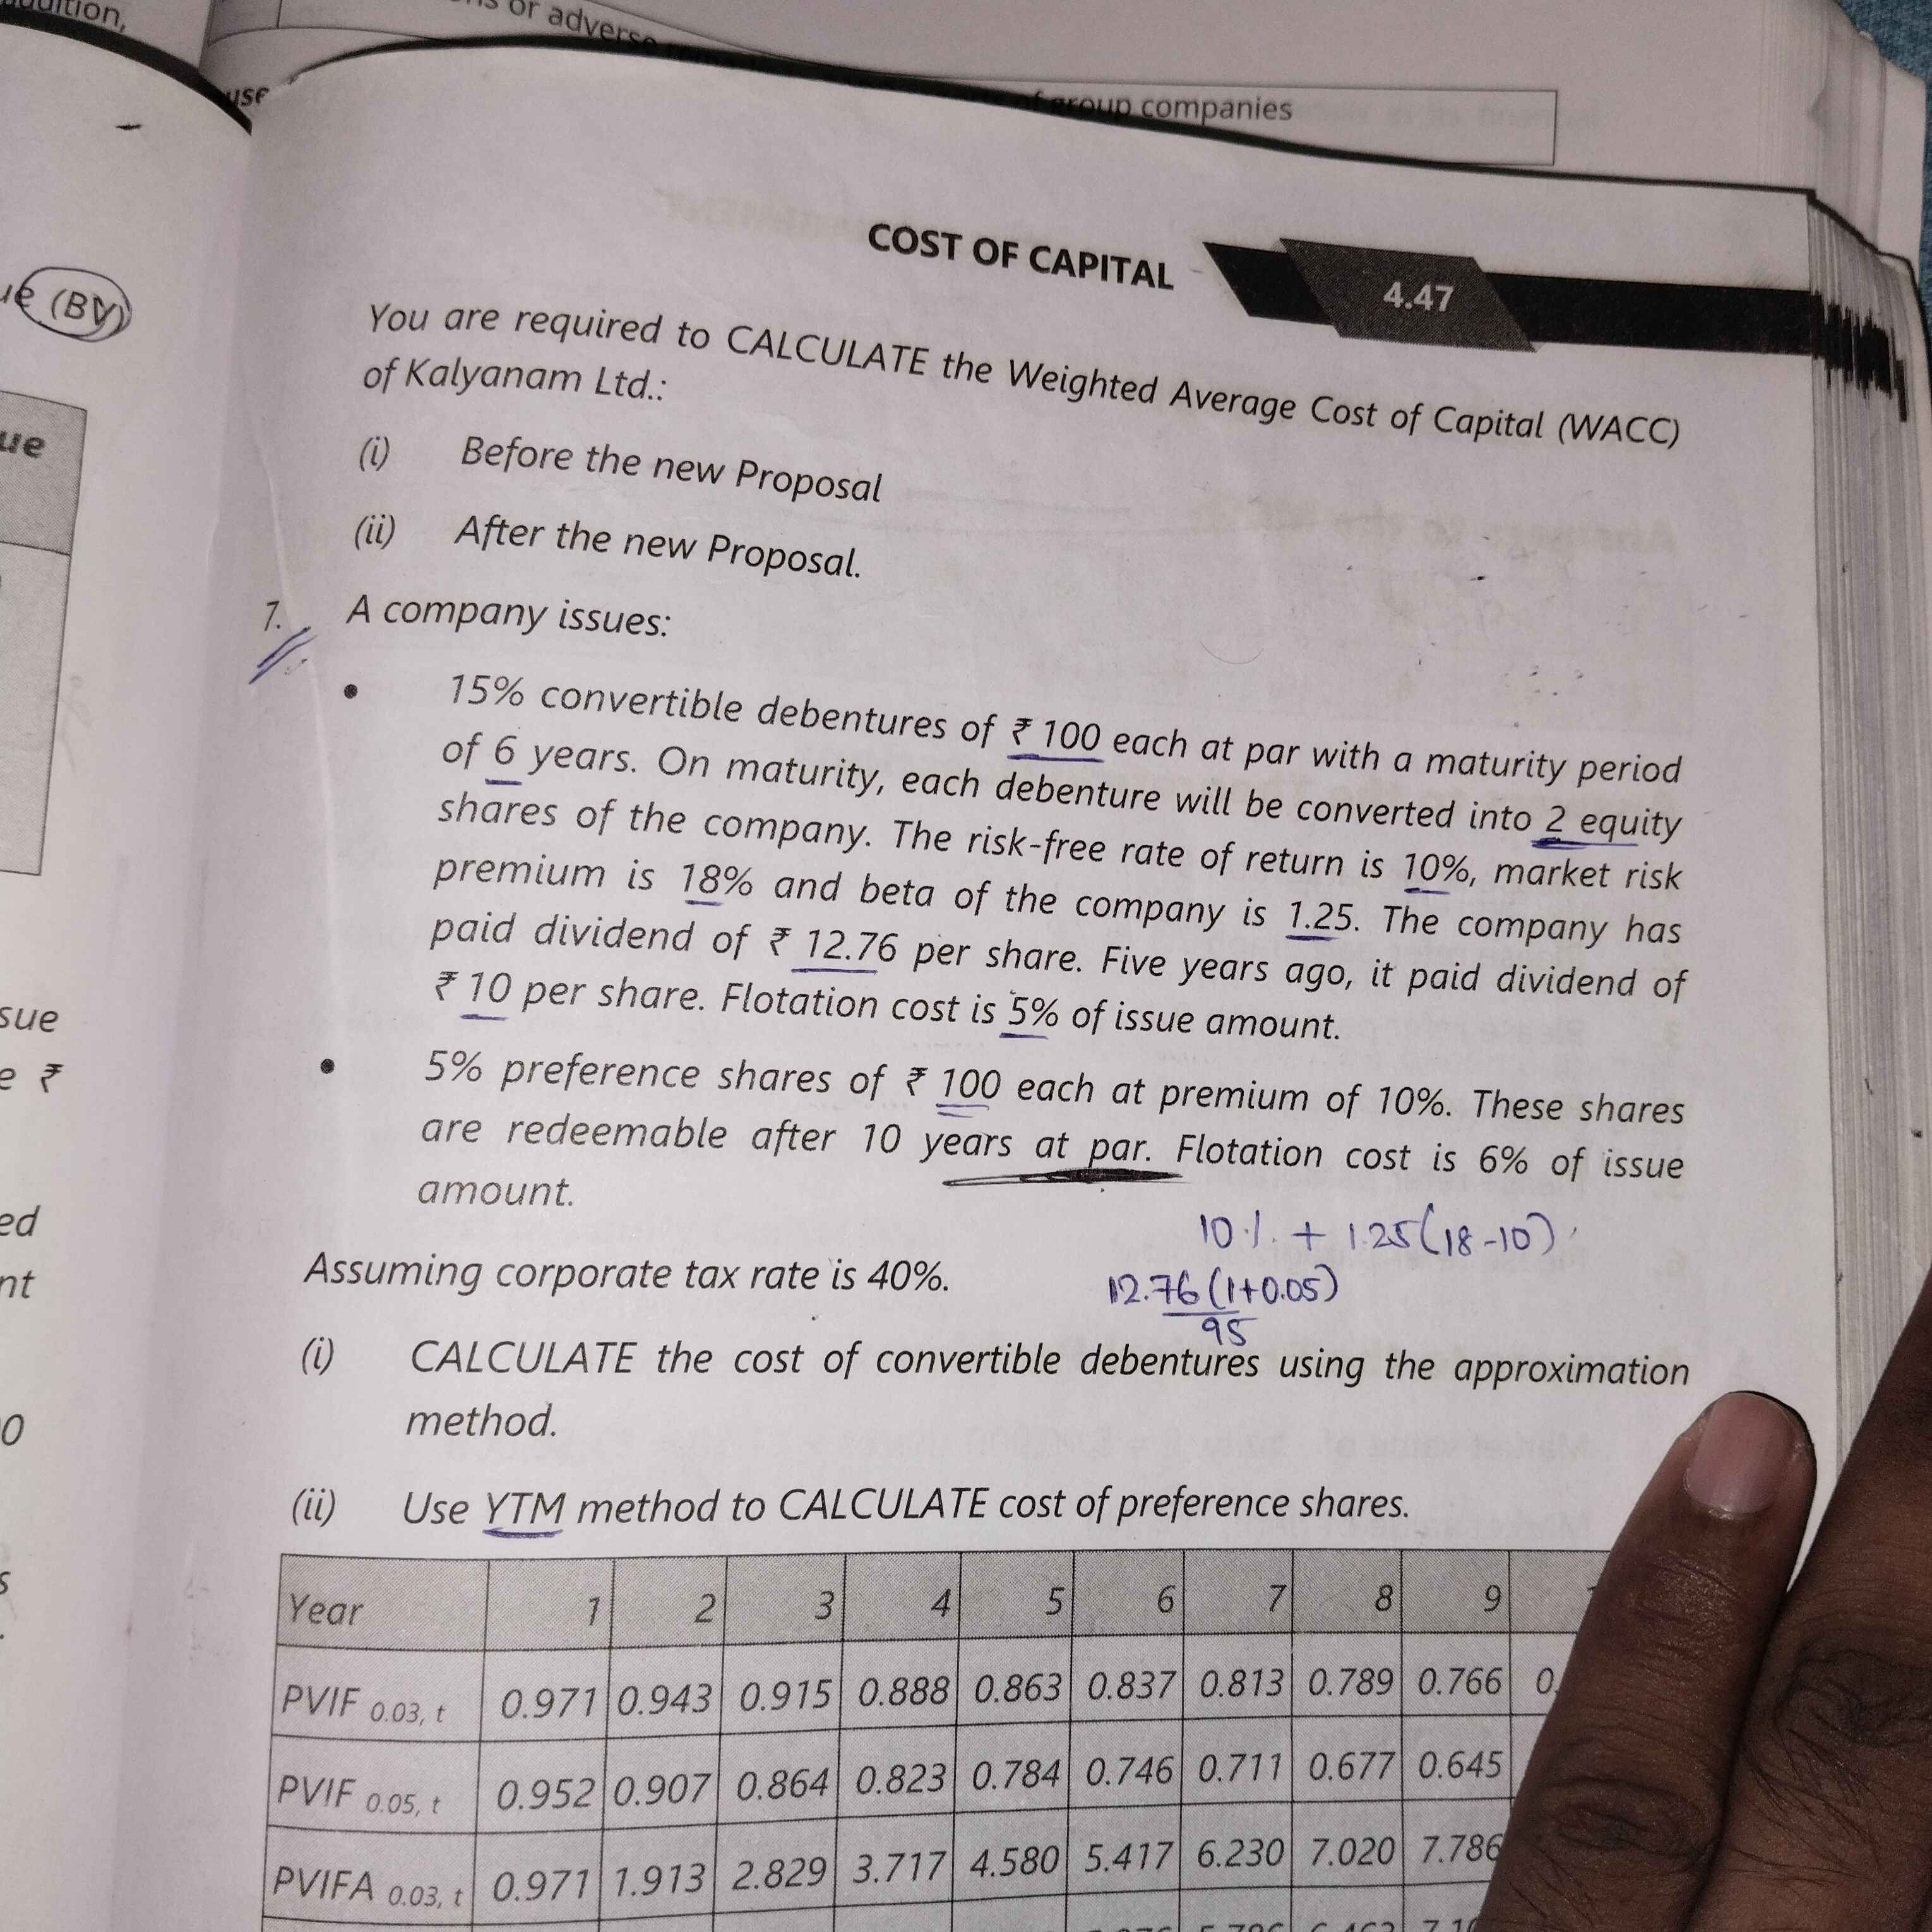 or adverse
use
of group companies
ue (BV)
ue
sue
e ₹
ed
nt
0
s
COST OF CAPITAL
4.47
You are required to CALCULATE the Weighted Average Cost of Capital (WACC)
of Kalyanam Ltd.:
(i) Before the new Proposal
(ii) After the new Proposal.
7. A company issues:
• 15% convertible debentures of ₹ 100 each at par with a maturity period
of 6 years. On maturity, each debenture will be converted into 2 equity
shares of the company. The risk-free rate of return is 10%, market risk
premium is 18% and beta of the company is 1.25. The company has
paid dividend of ₹ 12.76 per share. Five years ago, it paid dividend of
₹ 10 per share. Flotation cost is 5% of issue amount.
• 5% preference shares of ₹ 100 each at premium of 10%. These shares
are redeemable after 10 years at par. Flotation cost is 6% of issue
amount.
10% + 1.25(18-10)
Assuming corporate tax rate is 40%.
12.76(1+0.05)
95
(i) CALCULATE the cost of convertible debentures using the approximation
method.
(ii) Use YTM method to CALCULATE cost of preference shares.
Year 1 2 3 4 5 6 7 8 9
PVIF 0.03, t 0.971 0.943 0.915 0.888 0.863 0.837 0.813 0.789 0.766 0.
PVIF 0.05, t 0.952 0.907 0.864 0.823 0.784 0.746 0.711 0.677 0.645
PVIFA 0.03, t 0.971 1.913 2.829 3.717 4.580 5.417 6.230 7.020 7.786